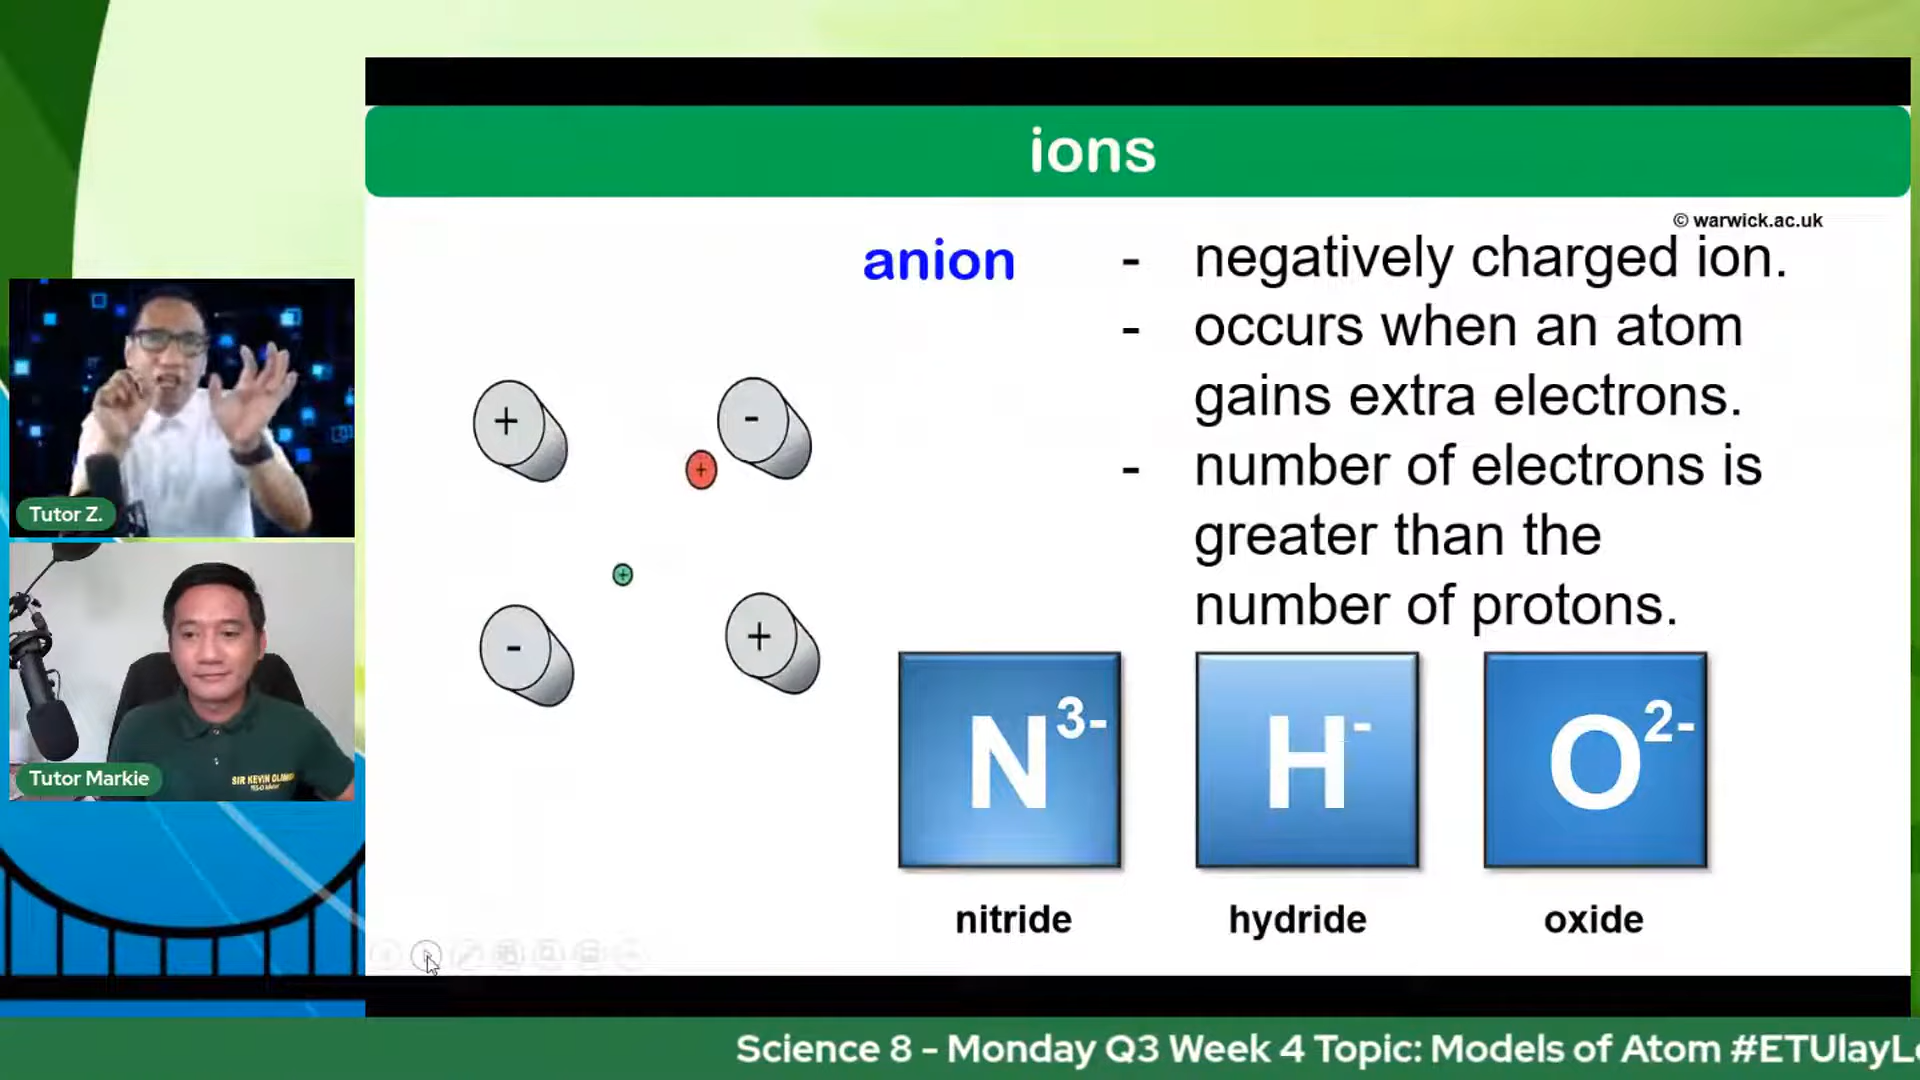 ions
© warwick.ac.uk
anion
- negatively charged ion.
- occurs when an atom
gains extra electrons.
- number of electrons is
greater than the
number of protons.
+
-
+
+
-
+
N3-
H-
O2-
nitride
hydride
oxide
Tutor Z.
Tutor Markie
Science 8 - Monday Q3 Week 4 Topic: Models of Atom #ETUlayL